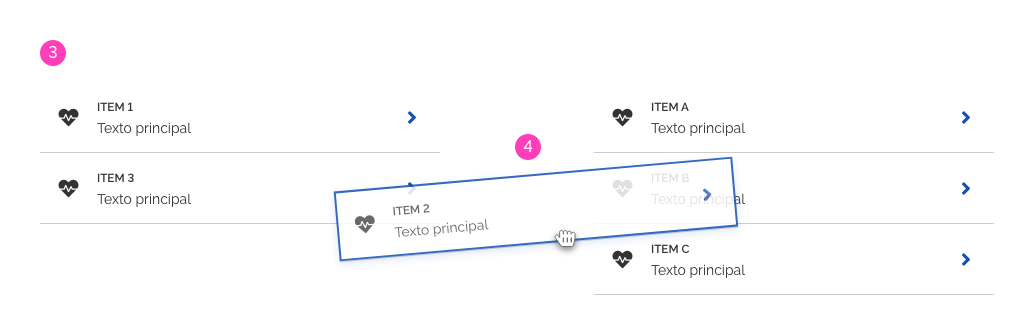 3
ITEM 1
Texto principal
ITEM 3
Texto principal
4
ITEM 2
Texto principal
ITEM A
Texto principal
ITEM B
Texto principal
ITEM C
Texto principal